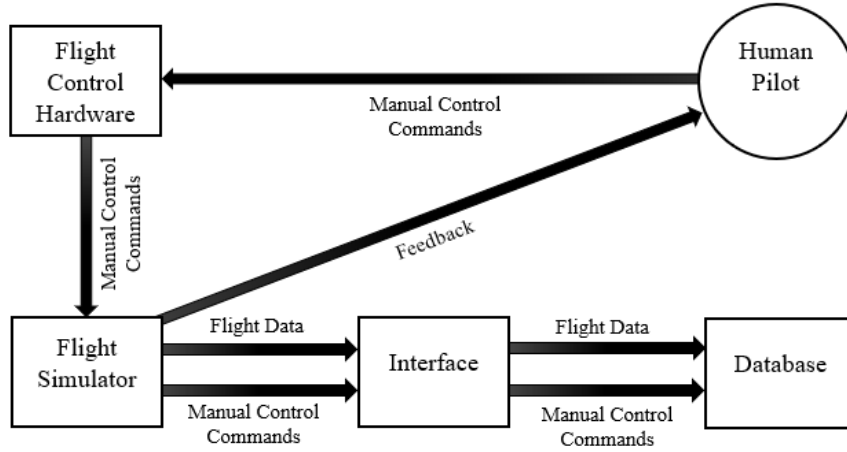 Flight
Control
Hardware
Human
Pilot
Manual Control
Commands
Manual Control
Commands
Feedback
Flight
Simulator
Flight Data
Manual Control
Commands
Interface
Flight Data
Manual Control
Commands
Database